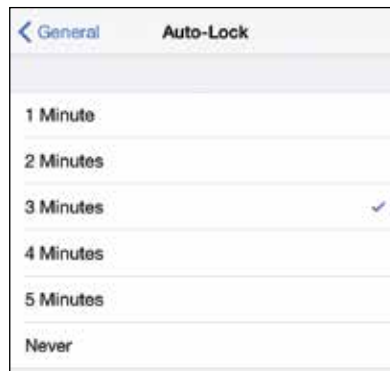 General Auto-Lock
1 Minute
2 Minutes
3 Minutes
4 Minutes
5 Minutes
Never